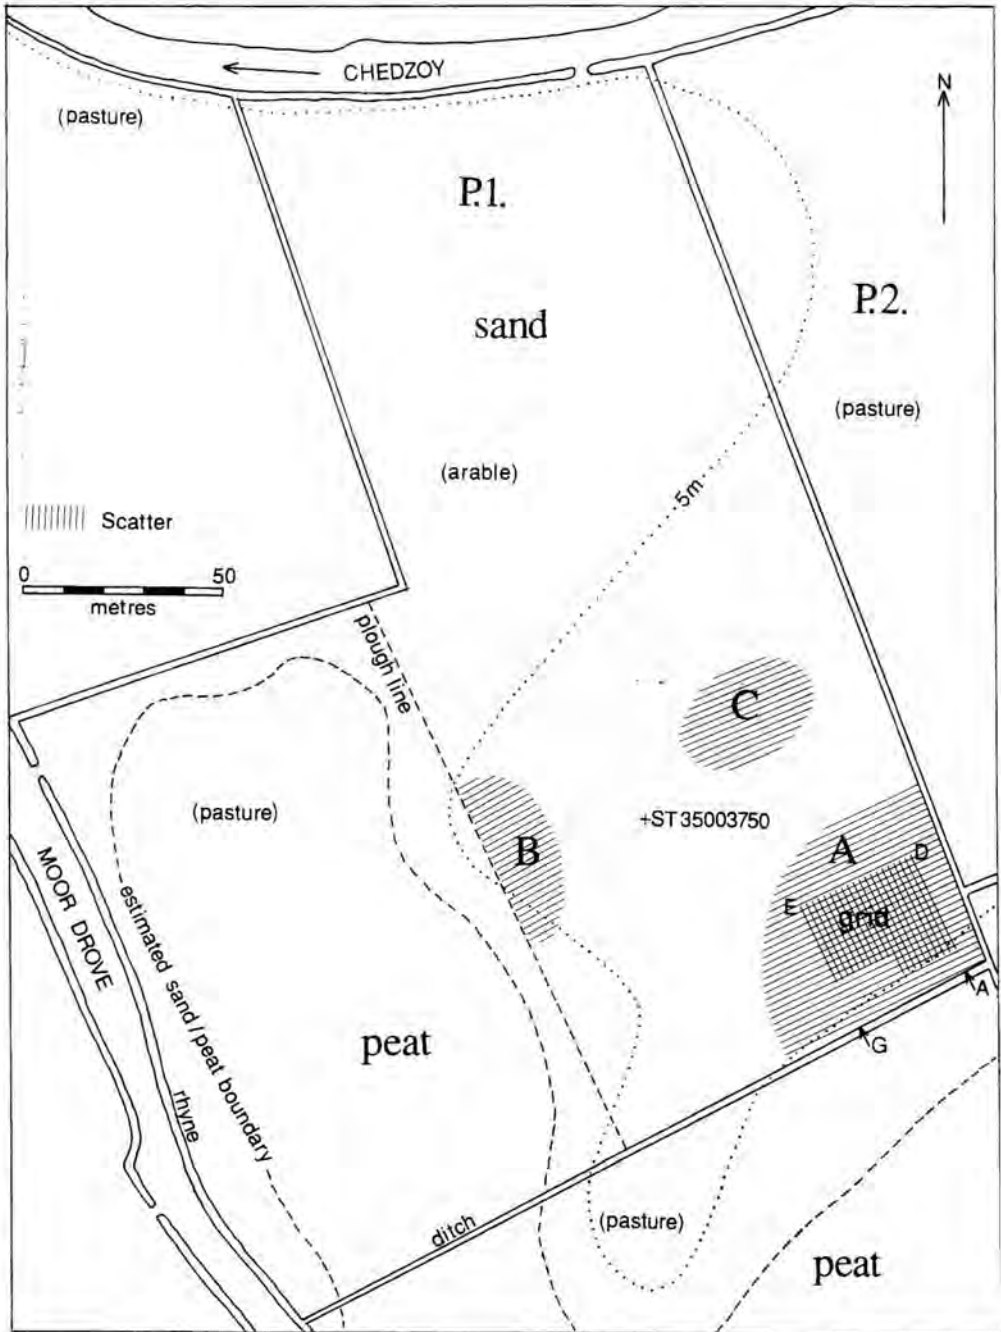 CHEDZOY
N
(pasture)
P.1.
P.2.
sand
(pasture)
(arable)
5m
Scatter
0 50
metres
plough line
C
(pasture)
+ST 35003750
B
A
D
E
grid
MOOR DROVE
estimated sand/peat boundary
A
peat
G
rhyne
ditch
(pasture)
peat